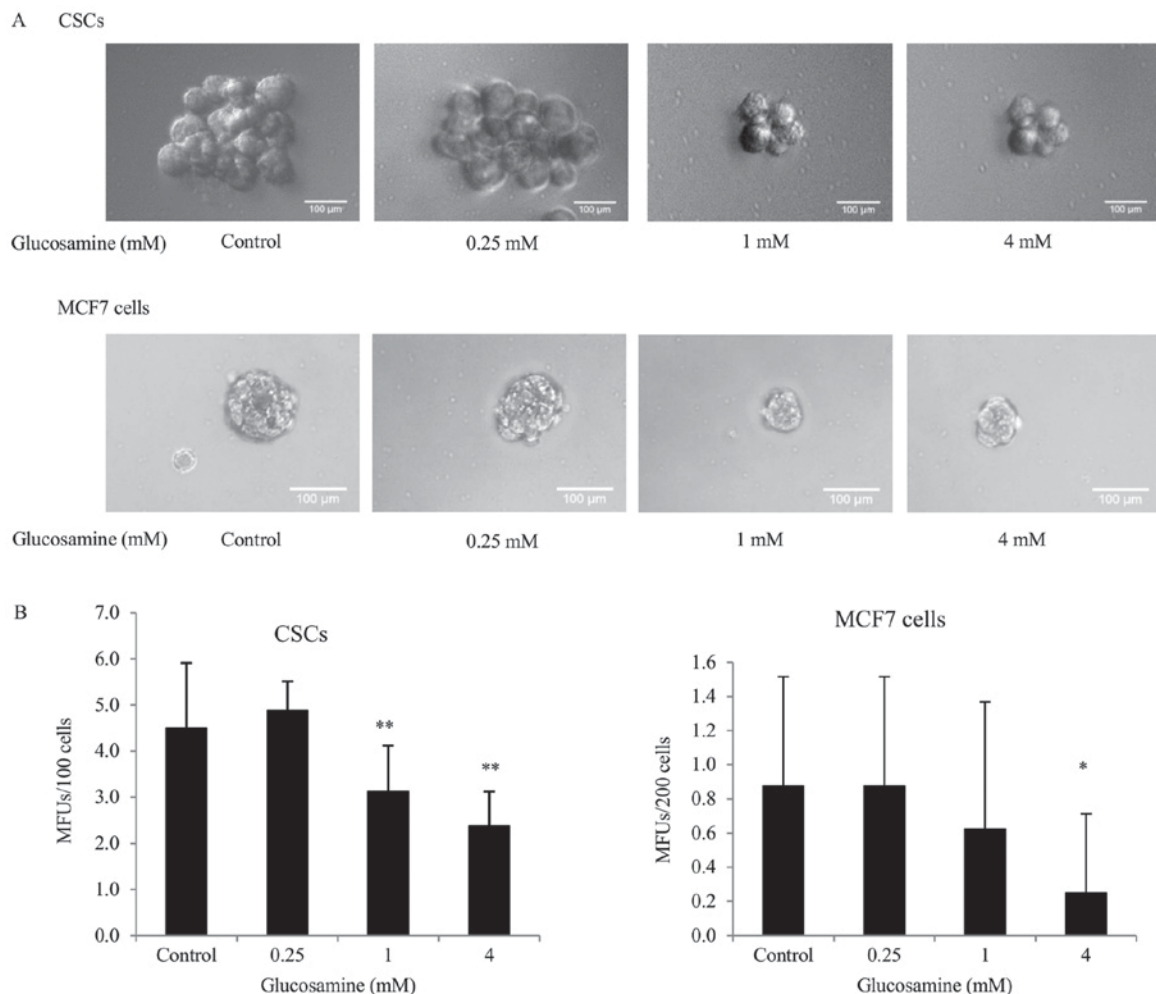 A CSCs
100 µm 100 µm 100 µm 100 µm
Glucosamine (mM) Control 0.25 mM 1 mM 4 mM
MCF7 cells
100 µm 100 µm 100 µm 100 µm
Glucosamine (mM) Control 0.25 mM 1 mM 4 mM
B
CSCs
MFUs/100 cells
7.0
6.0
5.0
4.0
3.0
2.0
1.0
0.0
** **
Control 0.25 1 4
Glucosamine (mM)
MCF7 cells
MFUs/200 cells
1.6
1.4
1.2
1.0
0.8
0.6
0.4
0.2
0.0
*
Control 0.25 1 4
Glucosamine (mM)